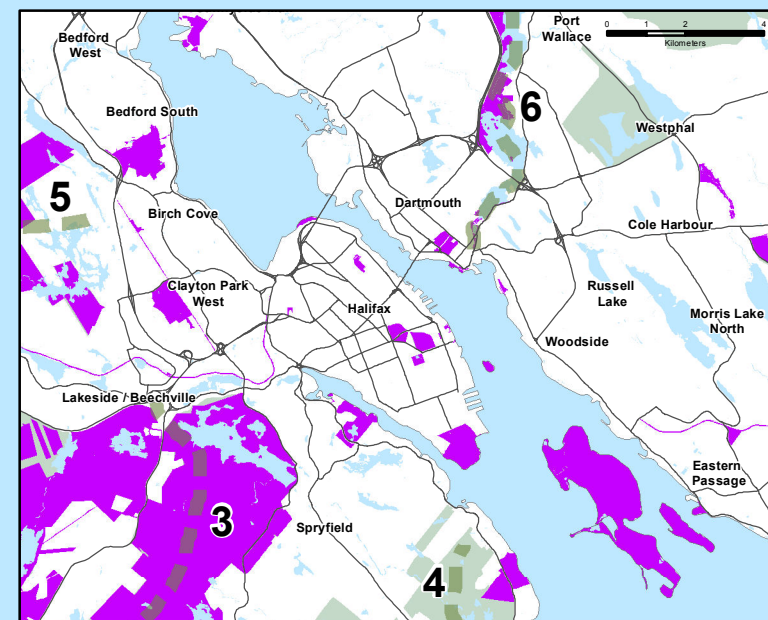 Port
Wallace
0 1 2 4
Kilometers
Bedford
West
Bedford South
6
Westphal
5
Birch Cove
Dartmouth
Cole Harbour
Clayton Park
West
Halifax
Russell
Lake
Morris Lake
North
Woodside
Lakeside / Beechville
Eastern
Passage
3
Spryfield
4